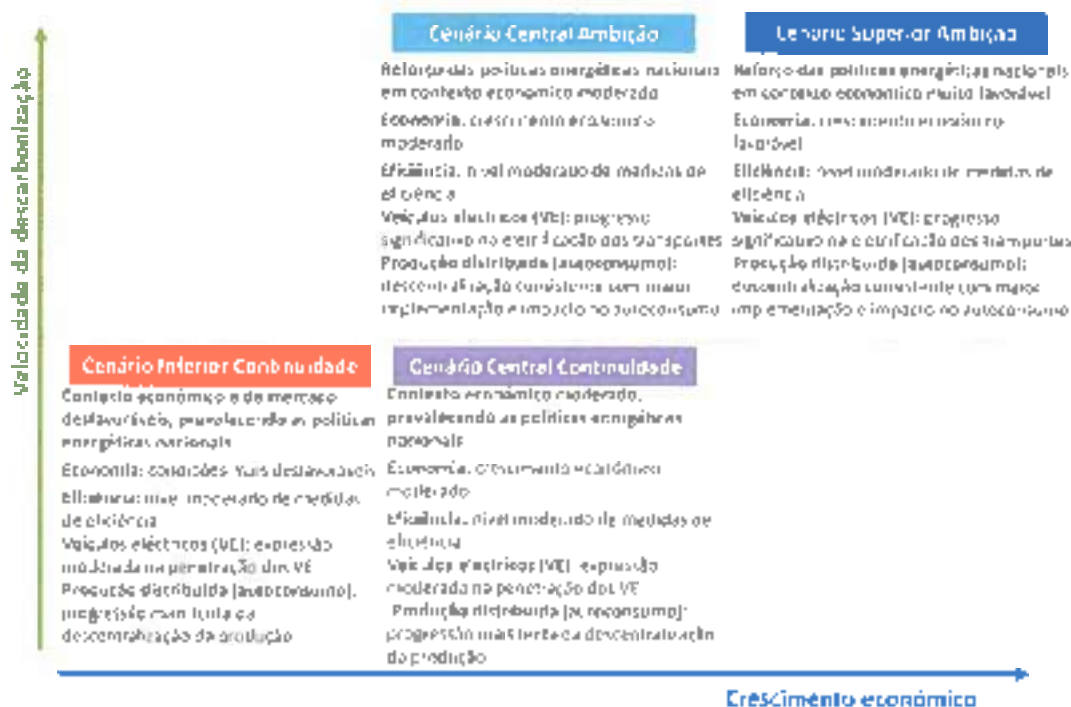 Velocidade da descarbonização
Cenário Central Ambição
Reforço das políticas energéticas nacionais
em contexto económico moderado
Economia: crescimento económico
moderado
Eficiência: nível moderado de medidas de
eficiência
Veículos eléctricos (VE): progresso
significativo na eletrificação dos transportes
Produção distribuída (autoconsumo):
descentralização consistente com maior
implementação e impacto no autoconsumo
Cenário Superior Ambição
Reforço das políticas energéticas nacionais
em contexto económico muito favorável
Economia: crescimento económico
favorável
Eficiência: nível moderado de medidas de
eficiência
Veículos eléctricos (VE): progresso
significativo na eletrificação dos transportes
Produção distribuída (autoconsumo):
descentralização consistente com maior
implementação e impacto no autoconsumo
Cenário Inferior Continuidade
Contexto económico e de mercado
desfavoráveis, prevalecendo as políticas
energéticas nacionais
Economia: condições mais desfavoráveis
Eficiência: nível moderado de medidas
de eficiência
Veículos eléctricos (VE): expressão
moderada na penetração dos VE
Produção distribuída (autoconsumo):
progressão mais lenta da
descentralização da produção
Cenário Central Continuidade
Contexto económico moderado,
prevalecendo as políticas energéticas
nacionais
Economia: crescimento económico
moderado
Eficiência: nível moderado de medidas de
eficiência
Veículos eléctricos (VE): expressão
moderada na penetração dos VE
Produção distribuída (autoconsumo):
progressão mais lenta da descentralização
da produção
Crescimento económico